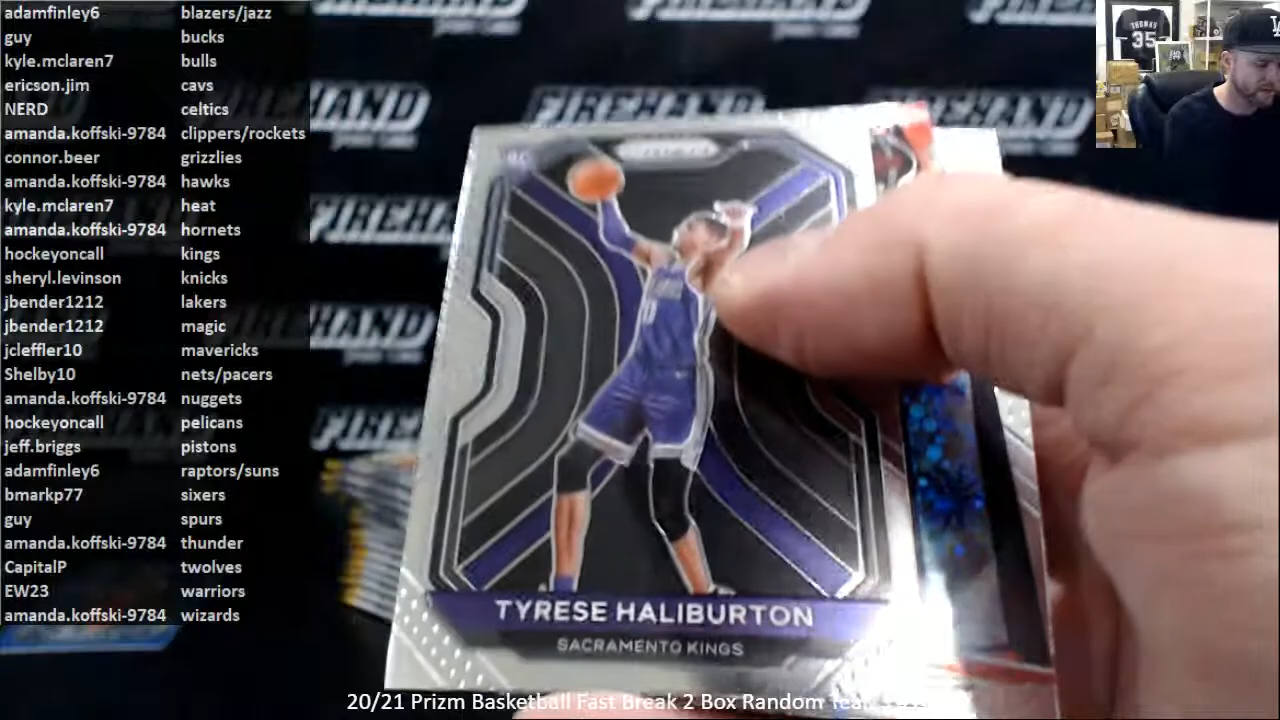 adamfinley6 blazers/jazz
guy bucks
kyle.mclaren7 bulls
ericson.jim cavs
NERD celtics
amanda.koffski-9784 clippers/rockets
connor.beer grizzlies
amanda.koffski-9784 hawks
kyle.mclaren7 heat
amanda.koffski-9784 hornets
hockeyoncall kings
sheryl.levinson knicks
jbender1212 lakers
jbender1212 magic
jcleffler10 mavericks
Shelby10 nets/pacers
amanda.koffski-9784 nuggets
hockeyoncall pelicans
jeff.briggs pistons
adamfinley6 raptors/suns
bmarkp77 sixers
guy spurs
amanda.koffski-9784 thunder
CapitalP twolves
EW23 warriors
amanda.koffski-9784 wizards
FIREHAND
THOMAS
35
RC
TYRESE HALIBURTON
SACRAMENTO KINGS
20/21 Prizm Basketball Fast Break 2 Box Random